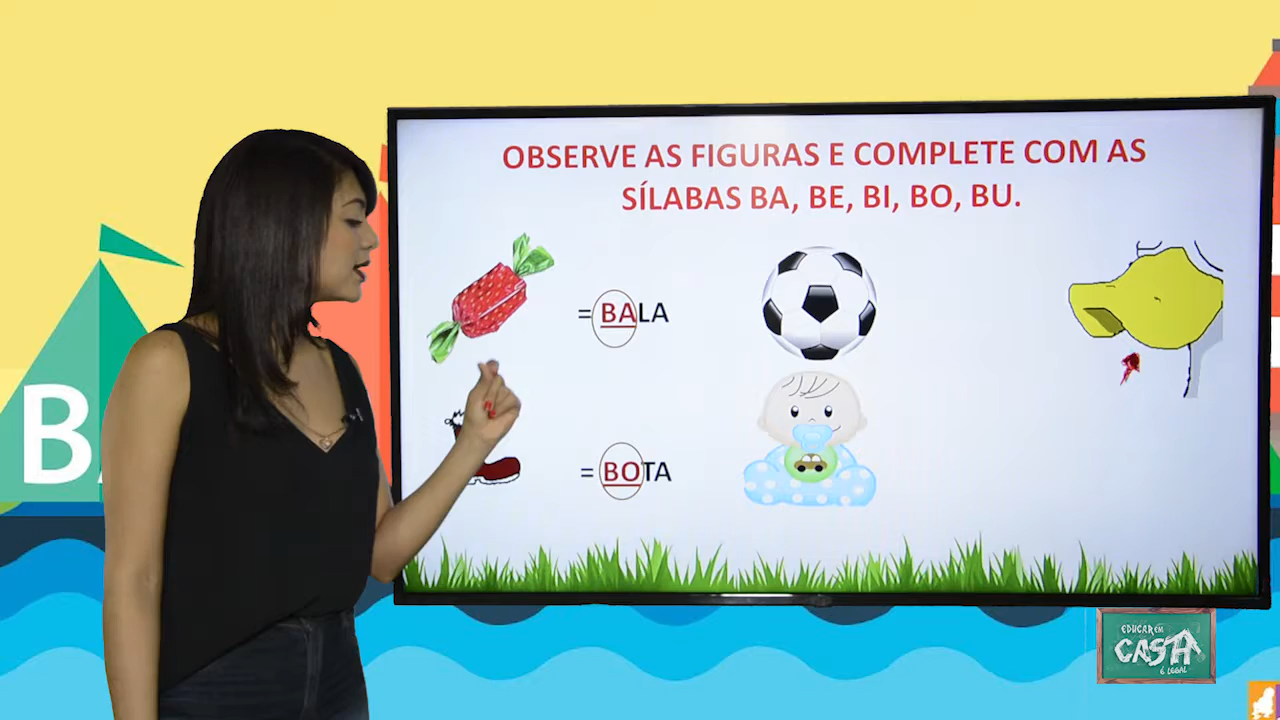 OBSERVE AS FIGURAS E COMPLETE COM AS
SÍLABAS BA, BE, BI, BO, BU.
= BALA
= BOTA
B
EDUCAR EM
CASA
É LEGAL